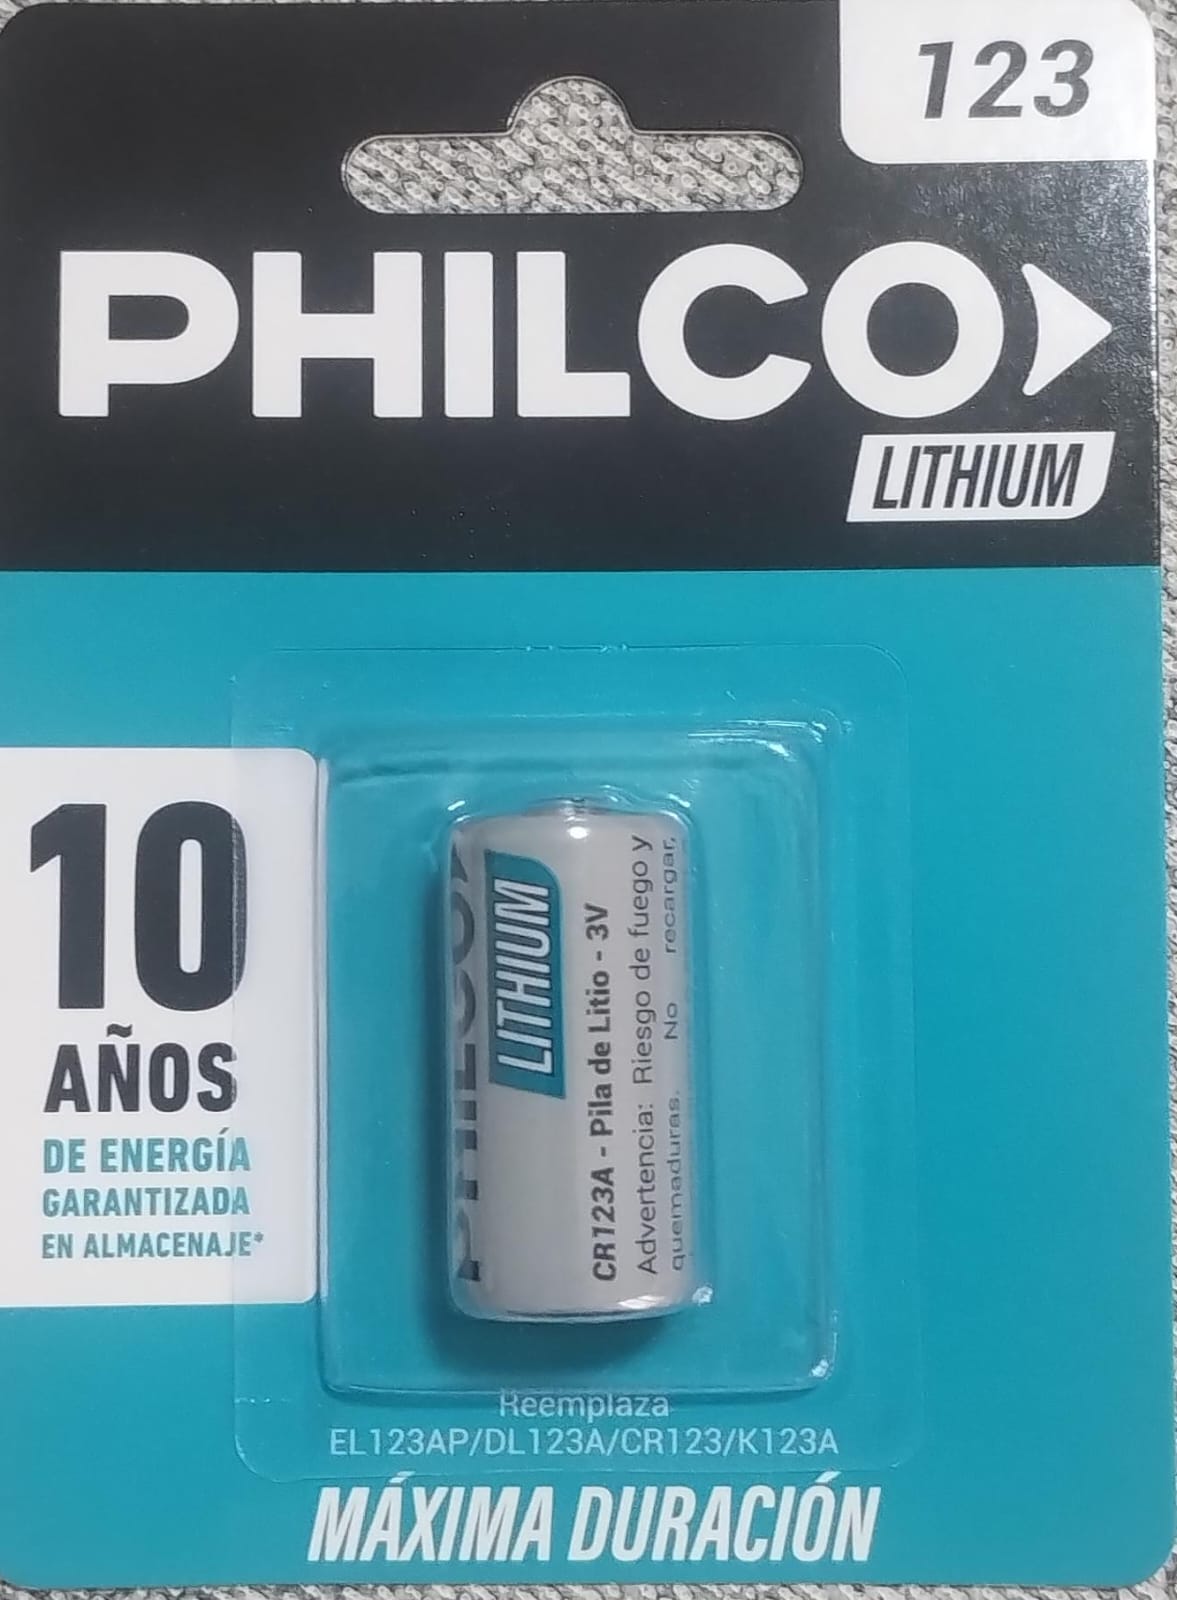 123
PHILCO
LITHIUM
10
AÑOS
DE ENERGÍA
GARANTIZADA
EN ALMACENAJE*
PHILCO
LITHIUM
CR123A - Pila de Litio - 3V
Advertencia: Riesgo de fuego y
quemaduras. No recargar,
Reemplaza
EL123AP/DL123A/CR123/K123A
MÁXIMA DURACIÓN